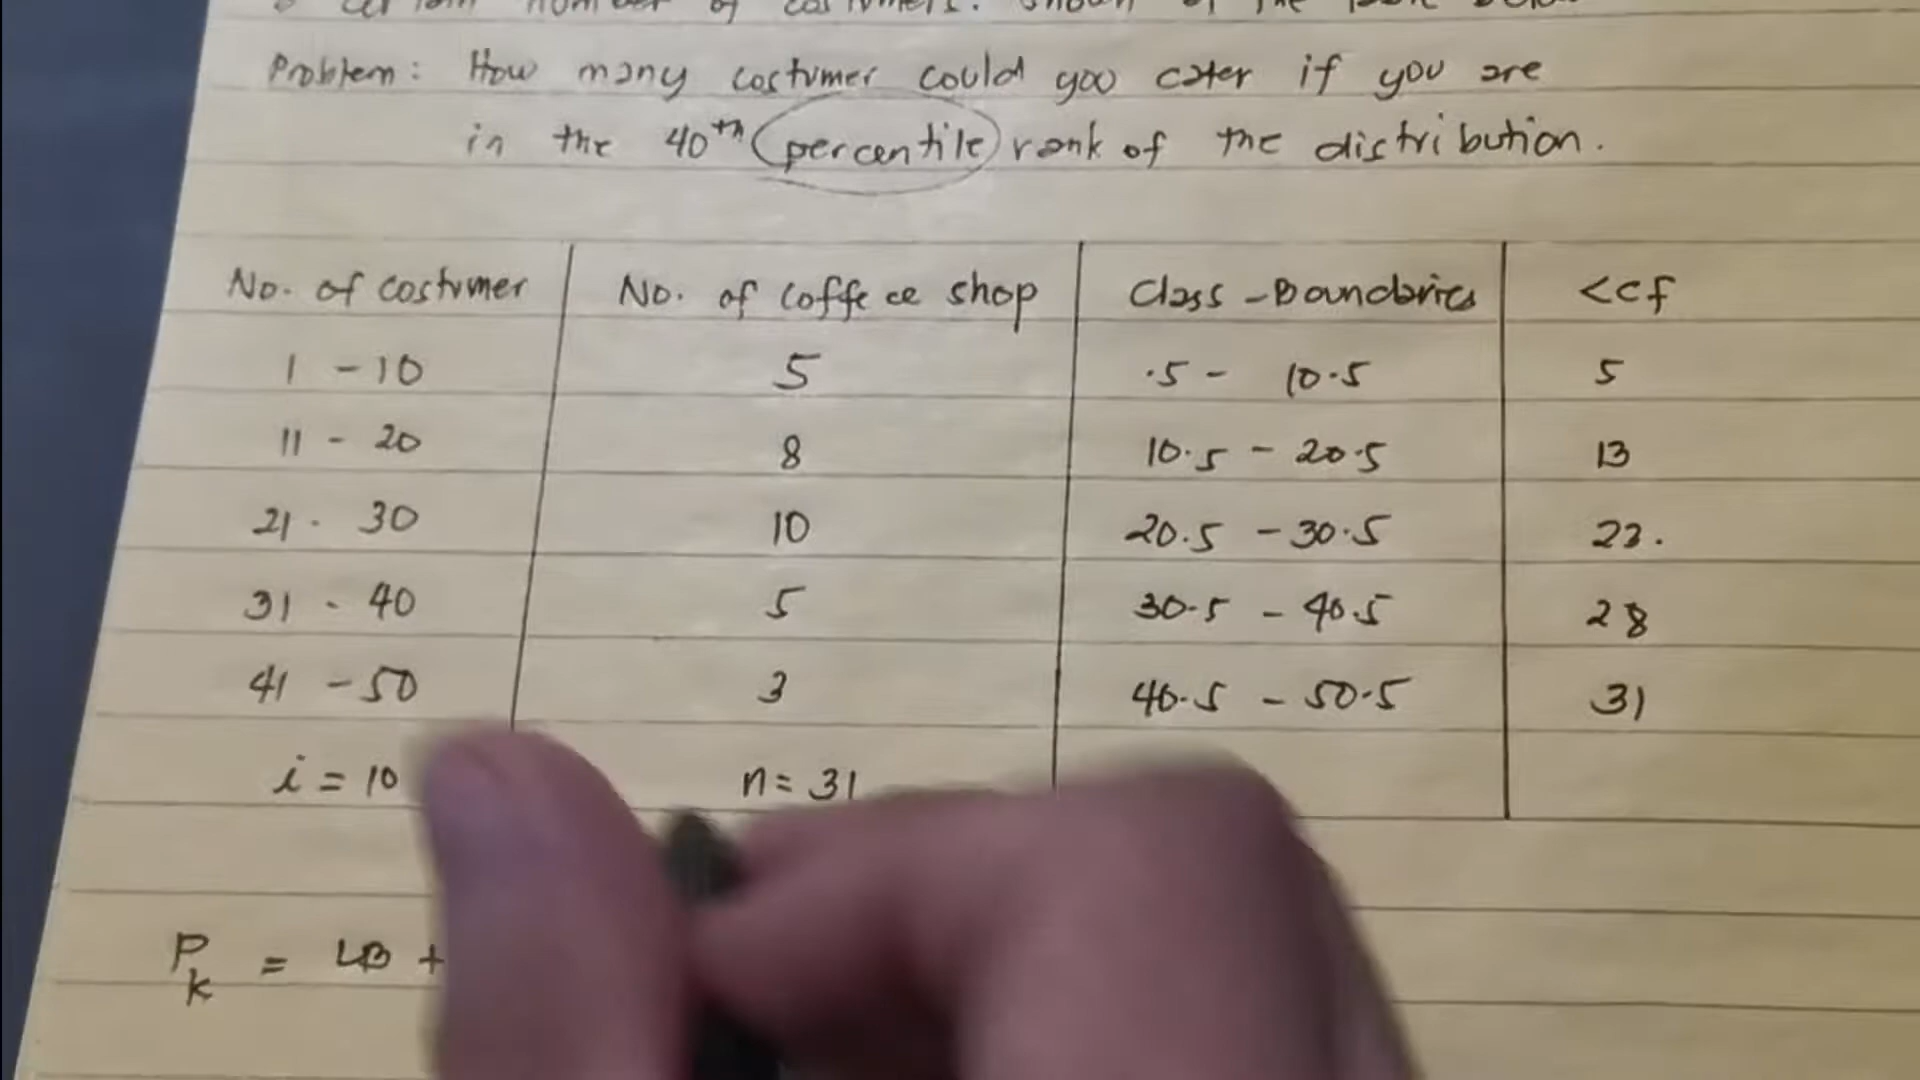 Problem: How many costumer could you cater if you are
in the 40th percentile rank of the distribution.
No. of costumer No. of coffece shop Class-Boundaries <cf
1 - 10 5 .5 - 10.5 5
11 - 20 8 10.5 - 20.5 13
21 - 30 10 20.5 - 30.5 23.
31 - 40 5 30.5 - 40.5 28
41 - 50 3 40.5 - 50.5 31
i = 10 n = 31
Pk = LB +